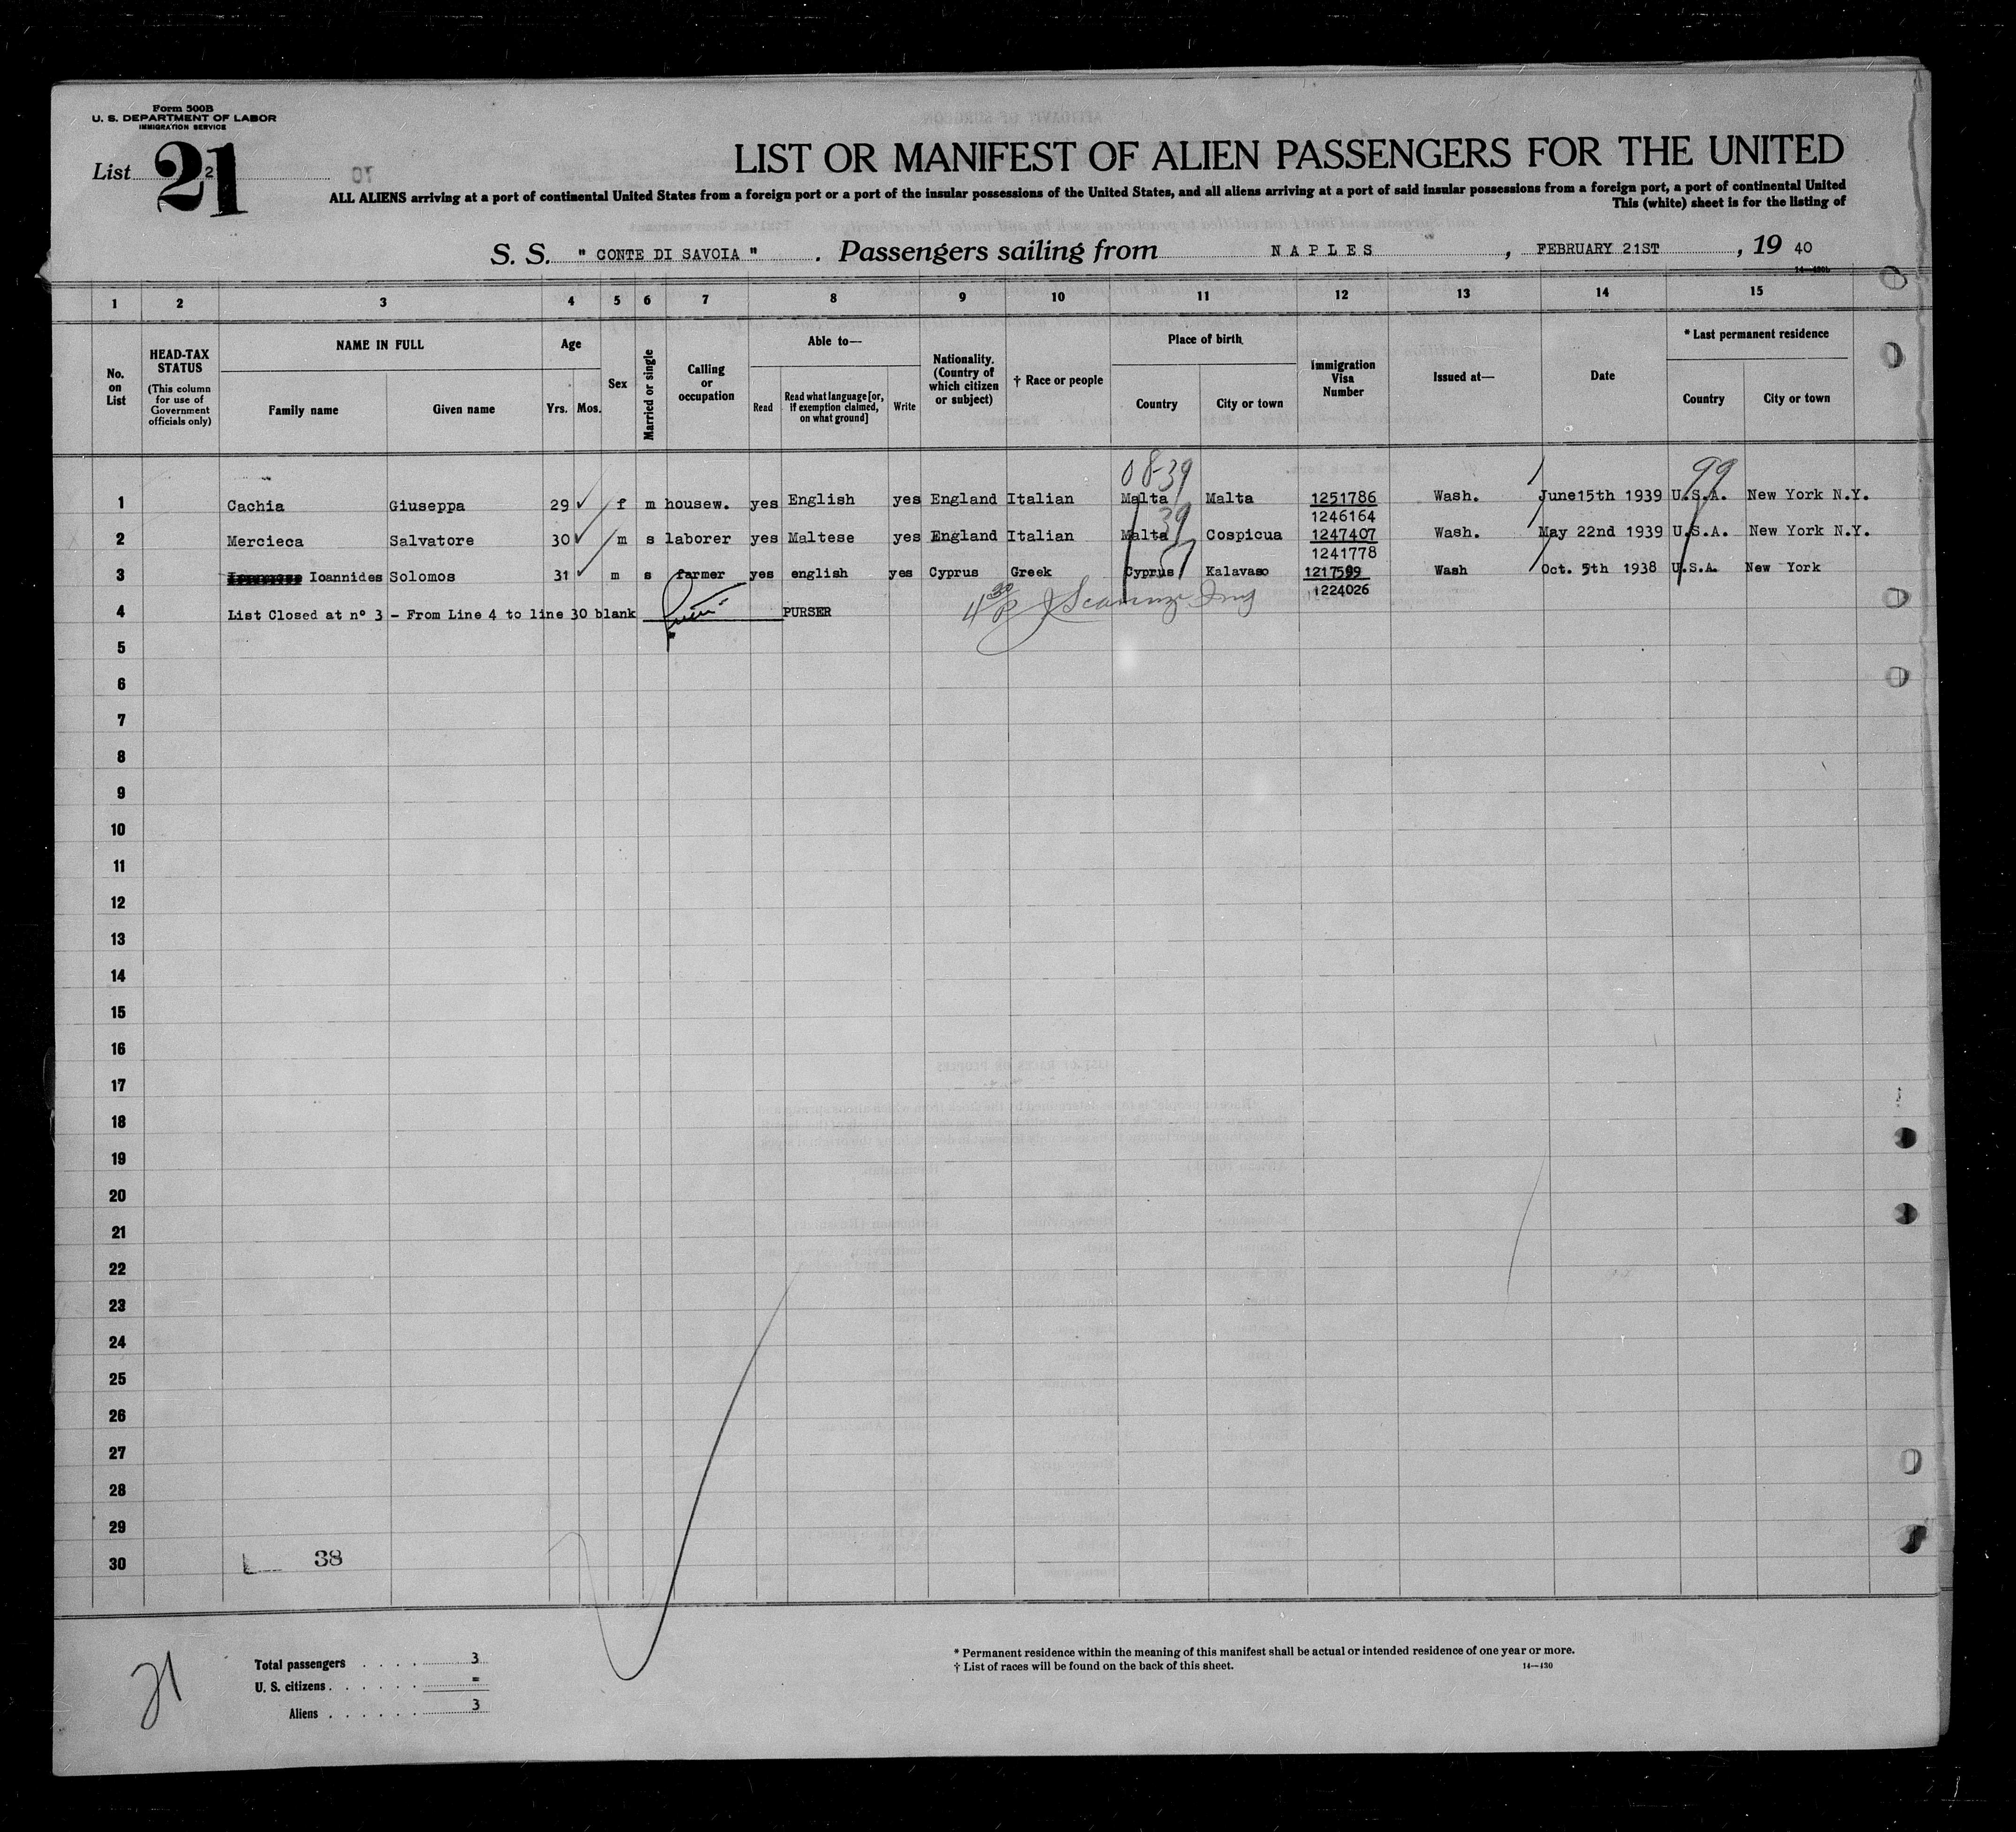 Form 500B
U. S. DEPARTMENT OF LABOR
IMMIGRATION SERVICE
List 21
LIST OR MANIFEST OF ALIEN PASSENGERS FOR THE UNITED
ALL ALIENS arriving at a port of continental United States from a foreign port or a port of the insular possessions of the United States, and all aliens arriving at a port of said insular possessions from a foreign port, a port of continental United
This (white) sheet is for the listing of
S. S. " CONTE DI SAVOIA " . Passengers sailing from NAPLES , FEBRUARY 21ST , 19 40
1 2 3 4 5 6 7 8 9 10 11 12 13 14 15
No. on List
HEAD-TAX STATUS
(This column for use of Government officials only)
NAME IN FULL
Family name Given name
Age
Yrs. Mos.
Sex
Married or single
Calling or occupation
Able to—
Read Read what language [or, if exemption claimed, on what ground] Write
Nationality. (Country of which citizen or subject)
† Race or people
Place of birth
Country City or town
Immigration Visa Number
Issued at—
Date
* Last permanent residence
Country City or town
08-39 99
1 Cachia Giuseppa 29 ✓ f m housew. yes English yes England Italian Malta Malta 1251786 Wash. June15th 1939 U.S.A. New York N.Y.
1246164
39
2 Mercieca Salvatore 30 ✓ m s laborer yes Maltese yes England Italian Malta Cospicua 1247407 Wash. May 22nd 1939 U.S.A. New York N.Y.
1241778
3 Ioannides Solomos 31 ✓ m s farmer yes english yes Cyprus Greek Cyprus Kalavaso 1217599 Wash Oct. 5th 1938 U.S.A. New York
1224026
4 List Closed at n° 3 - From Line 4 to line 30 blank PURSER
5
6
7
8
9
10
11
12
13
14
15
16
17
18
19
20
21
22
23
24
25
26
27
28
29
30 38
21
Total passengers . . . . 3
U. S. citizens . . . . . . =
Aliens . . . . . . 3
* Permanent residence within the meaning of this manifest shall be actual or intended residence of one year or more.
† List of races will be found on the back of this sheet. 14—430